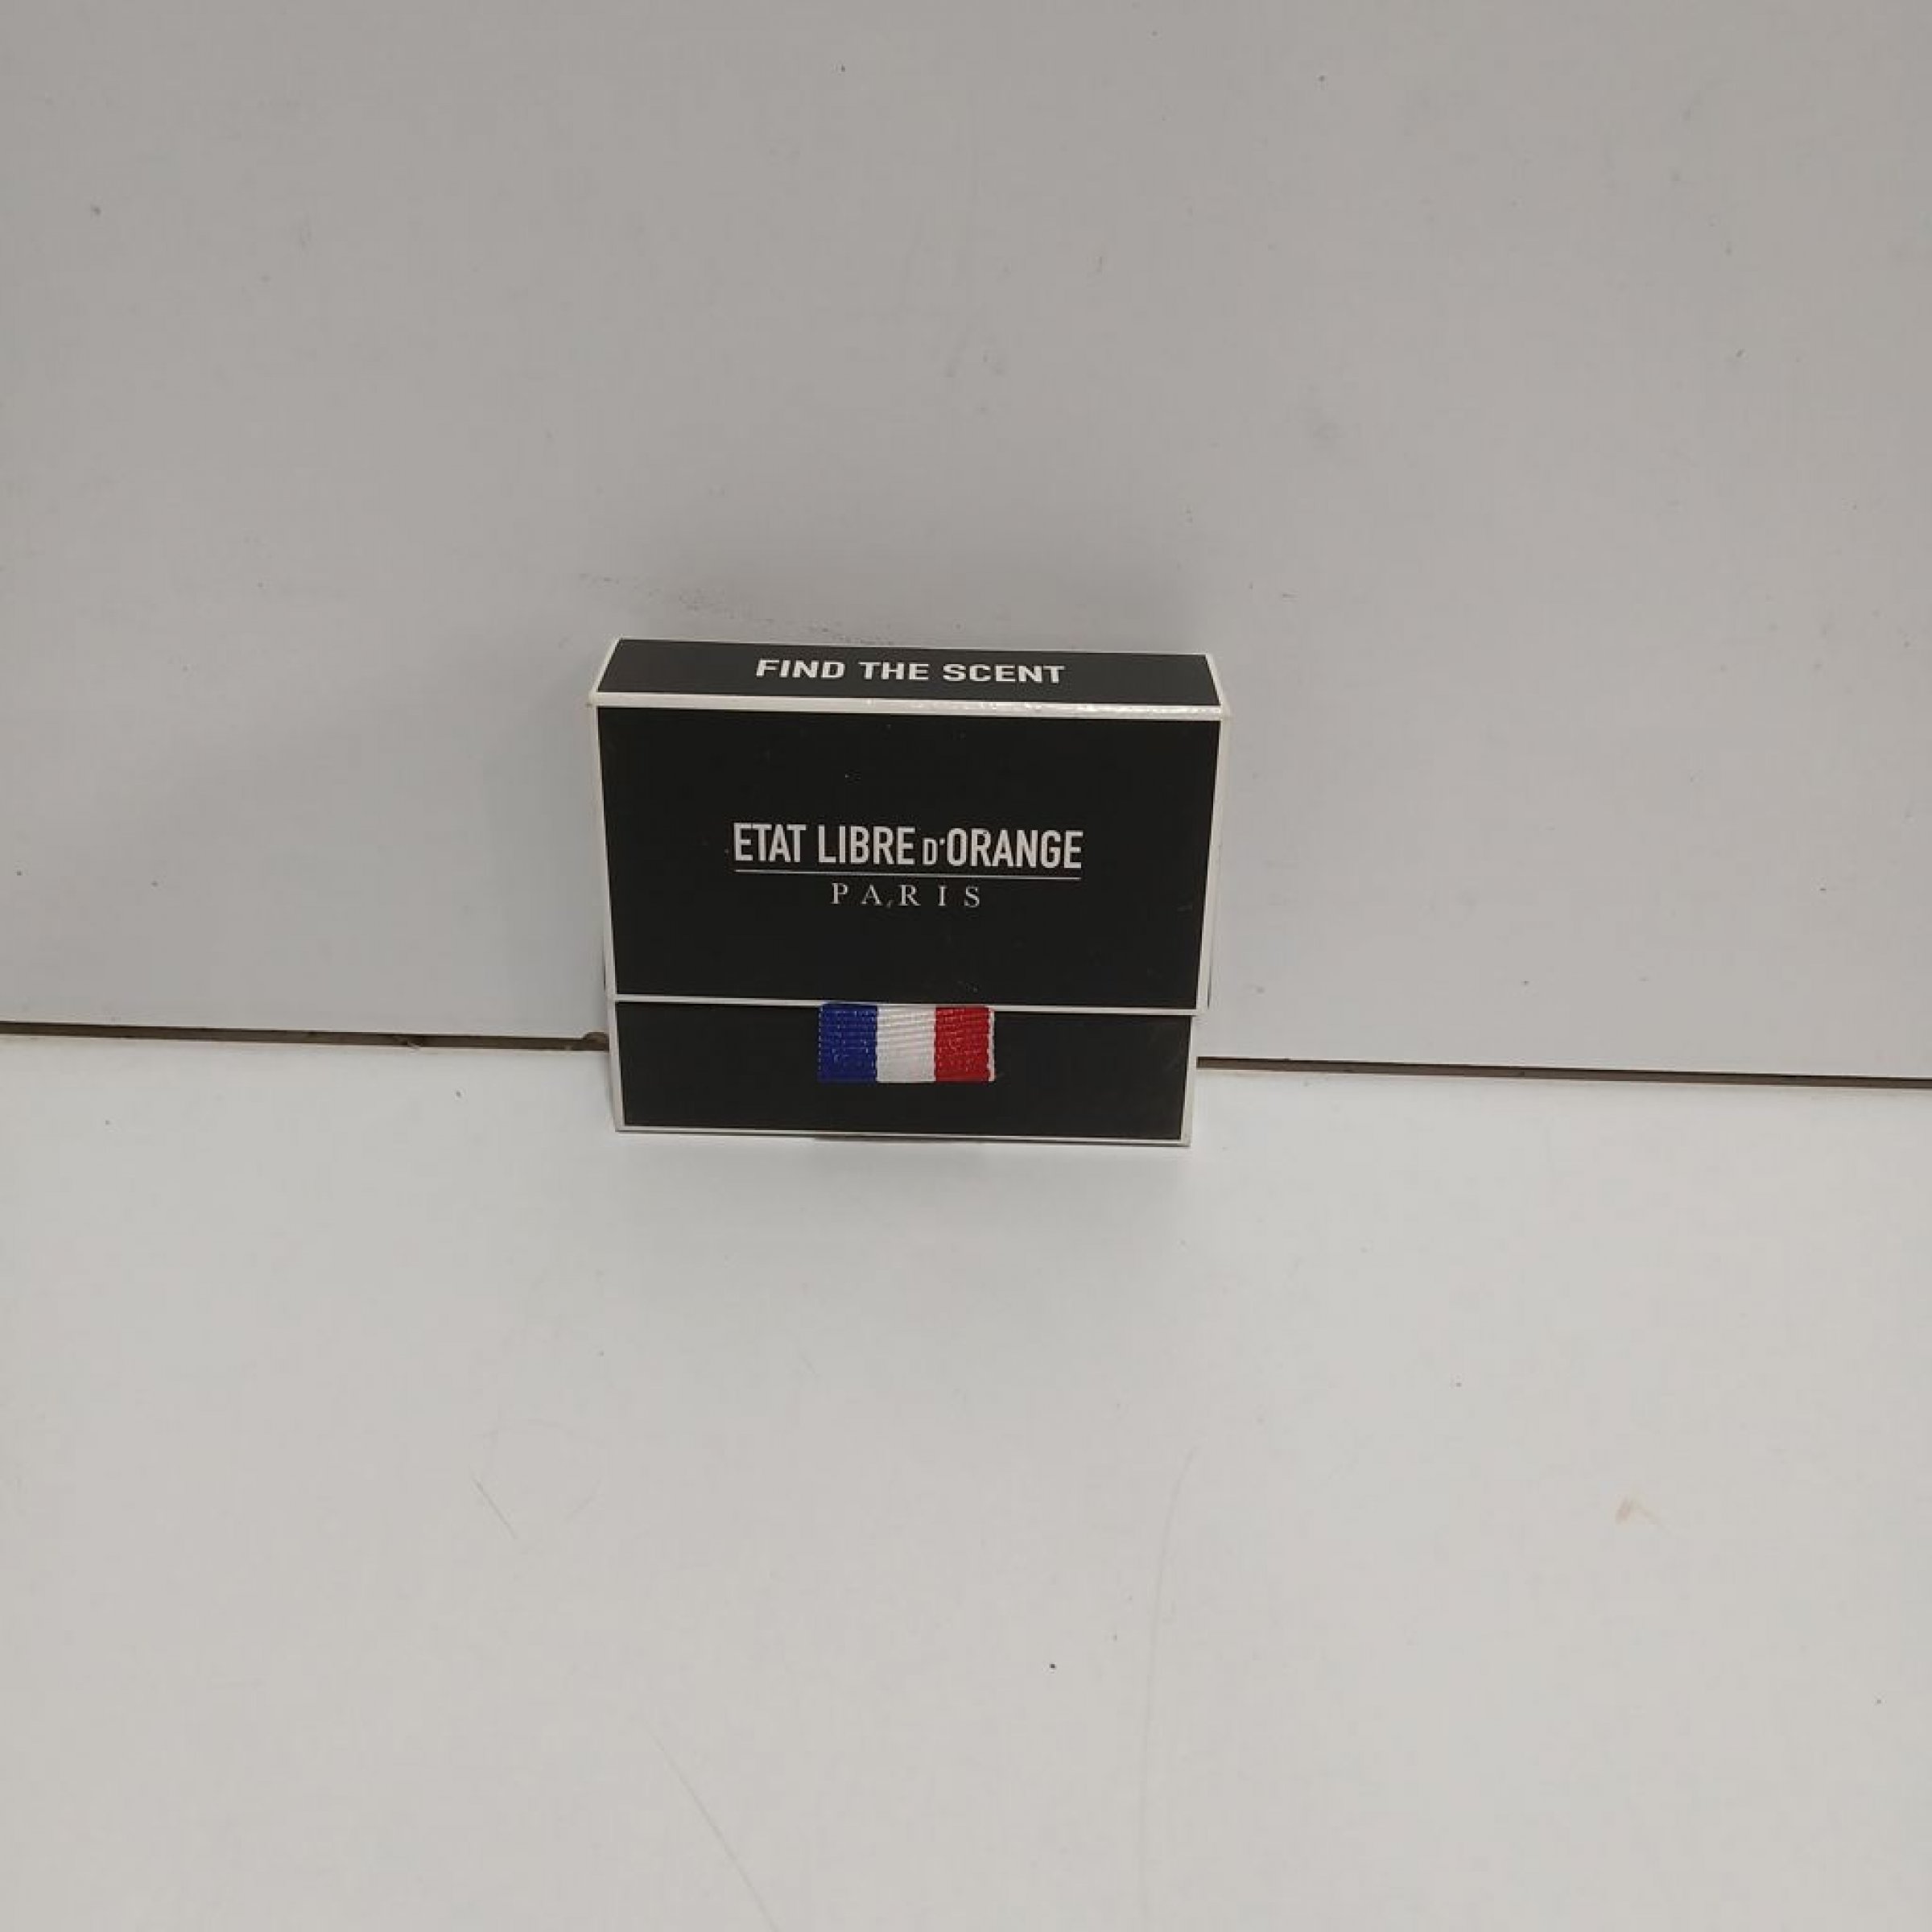 FIND THE SCENT
ETAT LIBRE D'ORANGE
PARIS